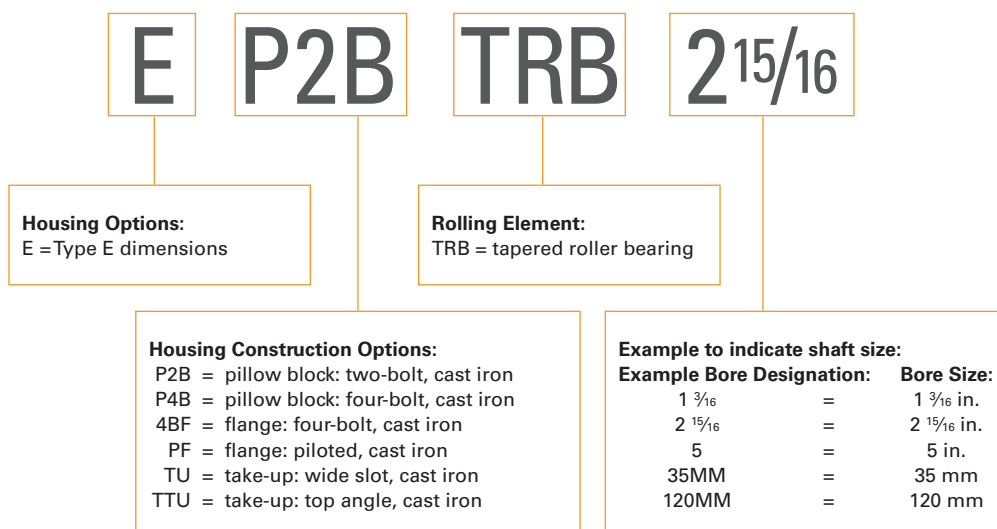 E P2B TRB 2 15/16
Housing Options:
E = Type E dimensions
Rolling Element:
TRB = tapered roller bearing
Housing Construction Options:
P2B = pillow block: two-bolt, cast iron
P4B = pillow block: four-bolt, cast iron
4BF = flange: four-bolt, cast iron
PF = flange: piloted, cast iron
TU = take-up: wide slot, cast iron
TTU = take-up: top angle, cast iron
Example to indicate shaft size:
Example Bore Designation: Bore Size:
1 3/16 = 1 3/16 in.
2 15/16 = 2 15/16 in.
5 = 5 in.
35MM = 35 mm
120MM = 120 mm